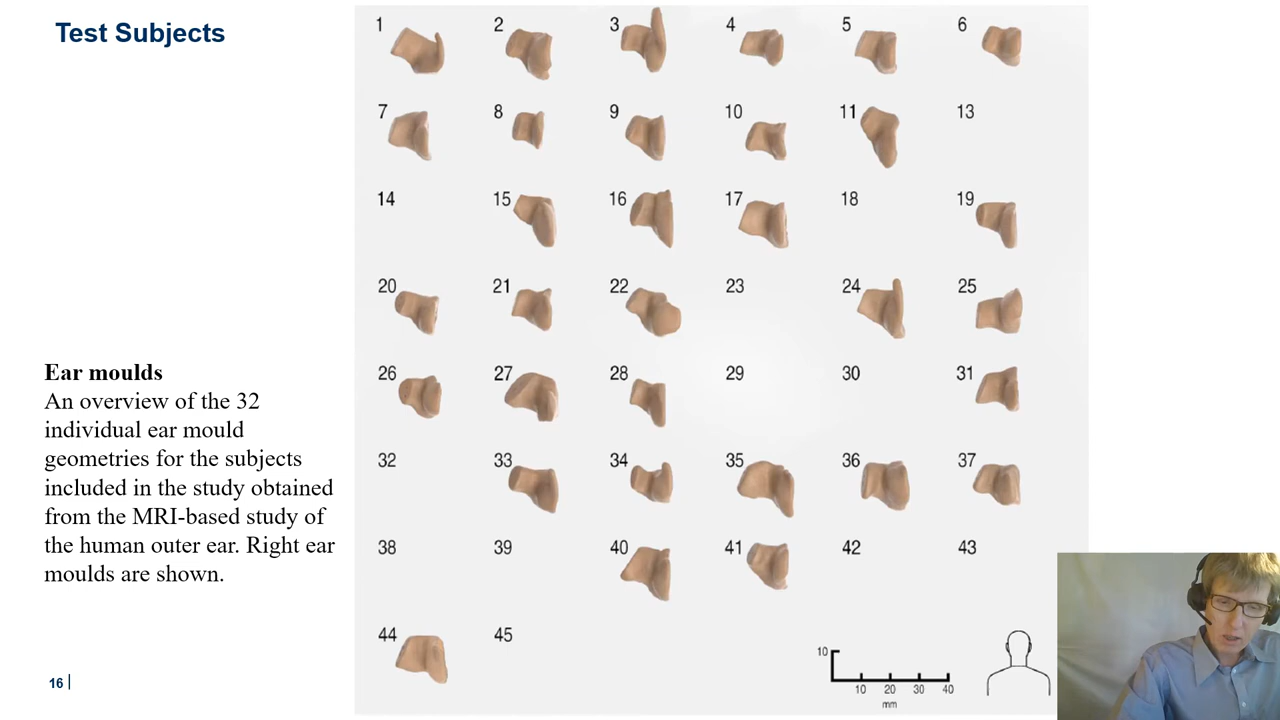 Test Subjects
1 2 3 4 5 6
7 8 9 10 11 13
14 15 16 17 18 19
20 21 22 23 24 25
26 27 28 29 30 31
32 33 34 35 36 37
38 39 40 41 42 43
44 45
Ear moulds
An overview of the 32
individual ear mould
geometries for the subjects
included in the study obtained
from the MRI-based study of
the human outer ear. Right ear
moulds are shown.
10
10 20 30 40
mm
16 |